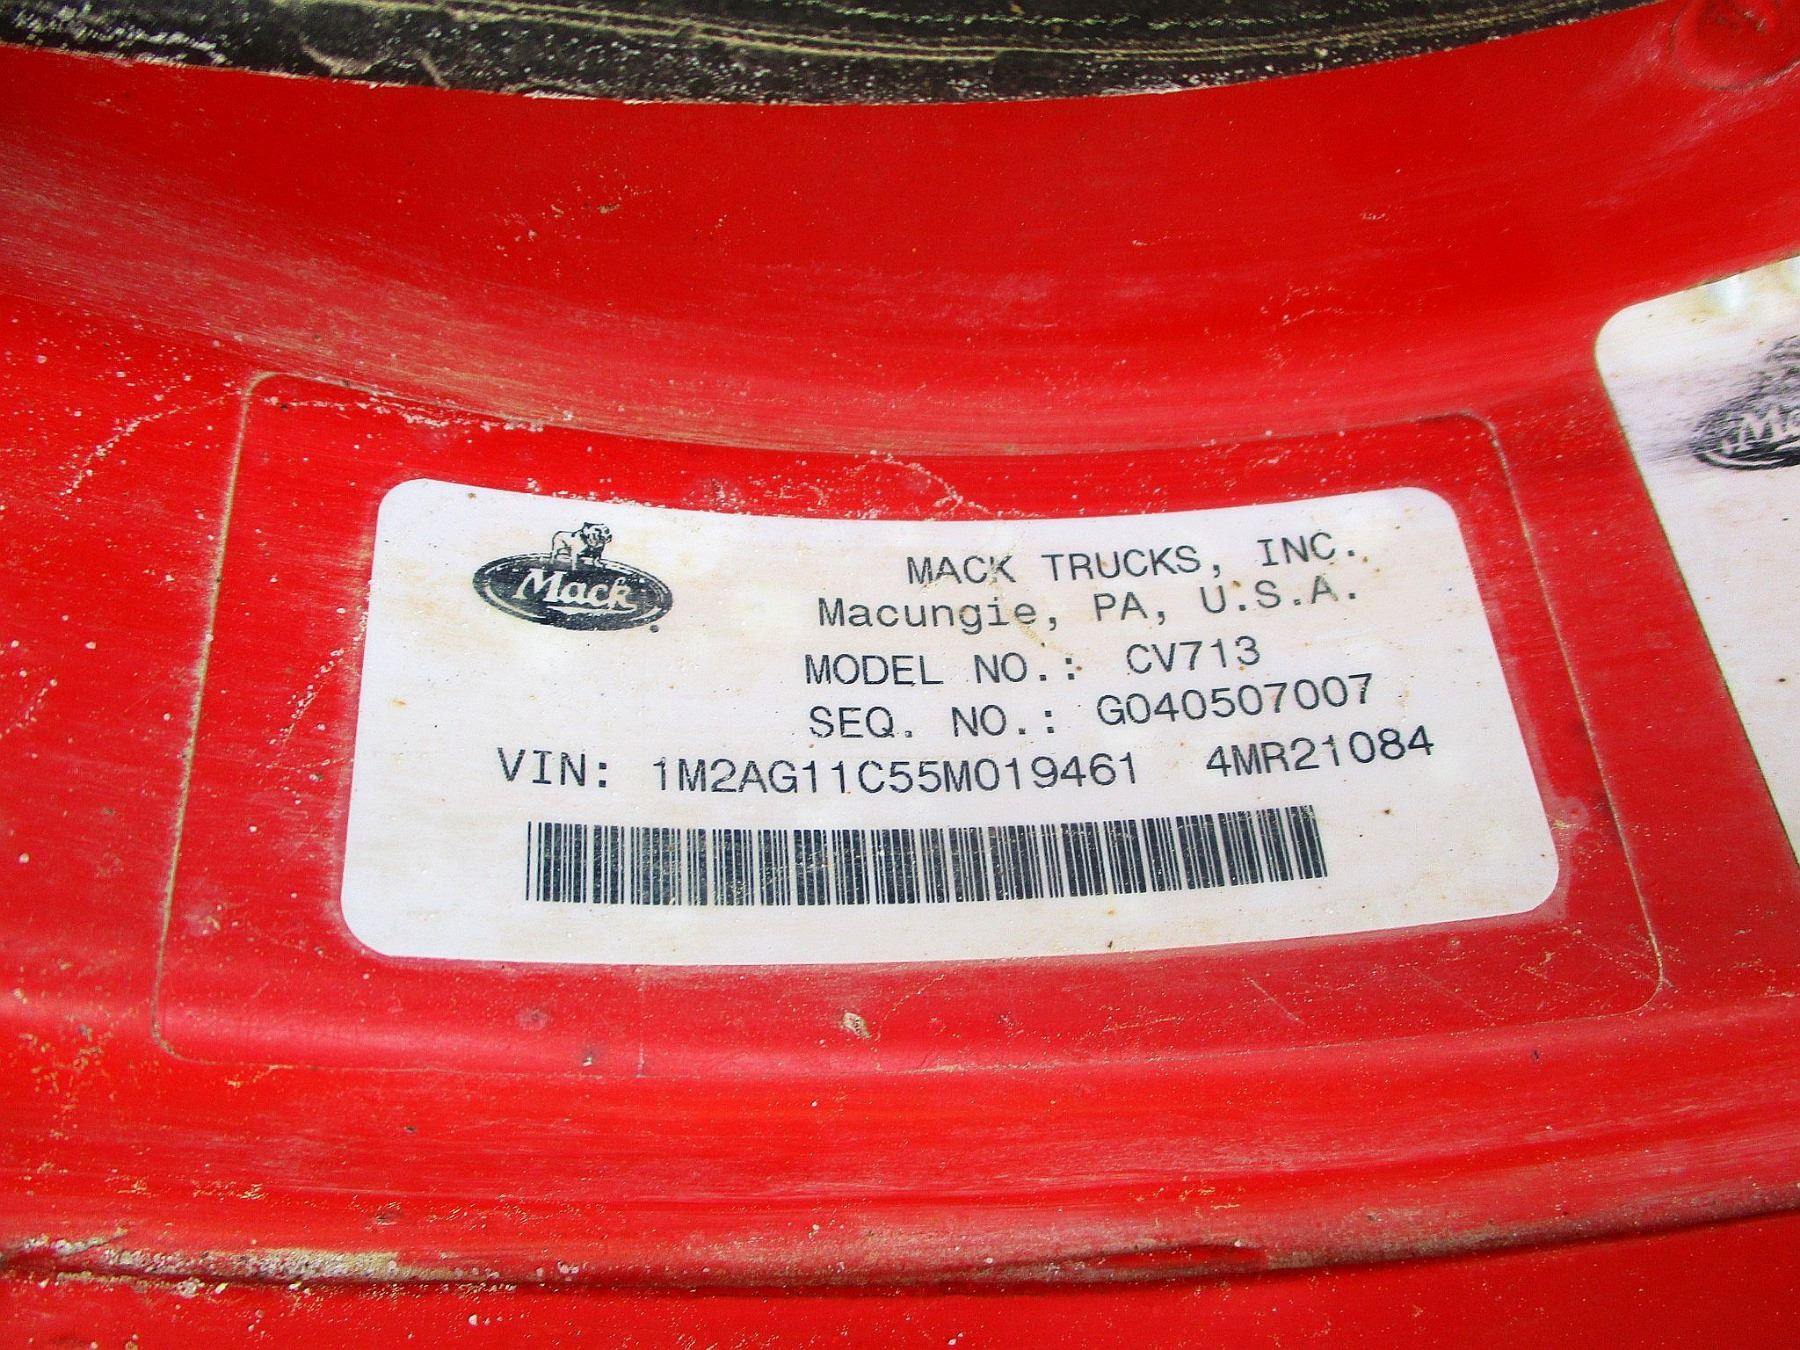 Mack
MACK TRUCKS, INC.
Macungie, PA, U.S.A.
MODEL NO.: CV713
SEQ. NO.: G040507007
VIN: 1M2AG11C55M019461 4MR21084